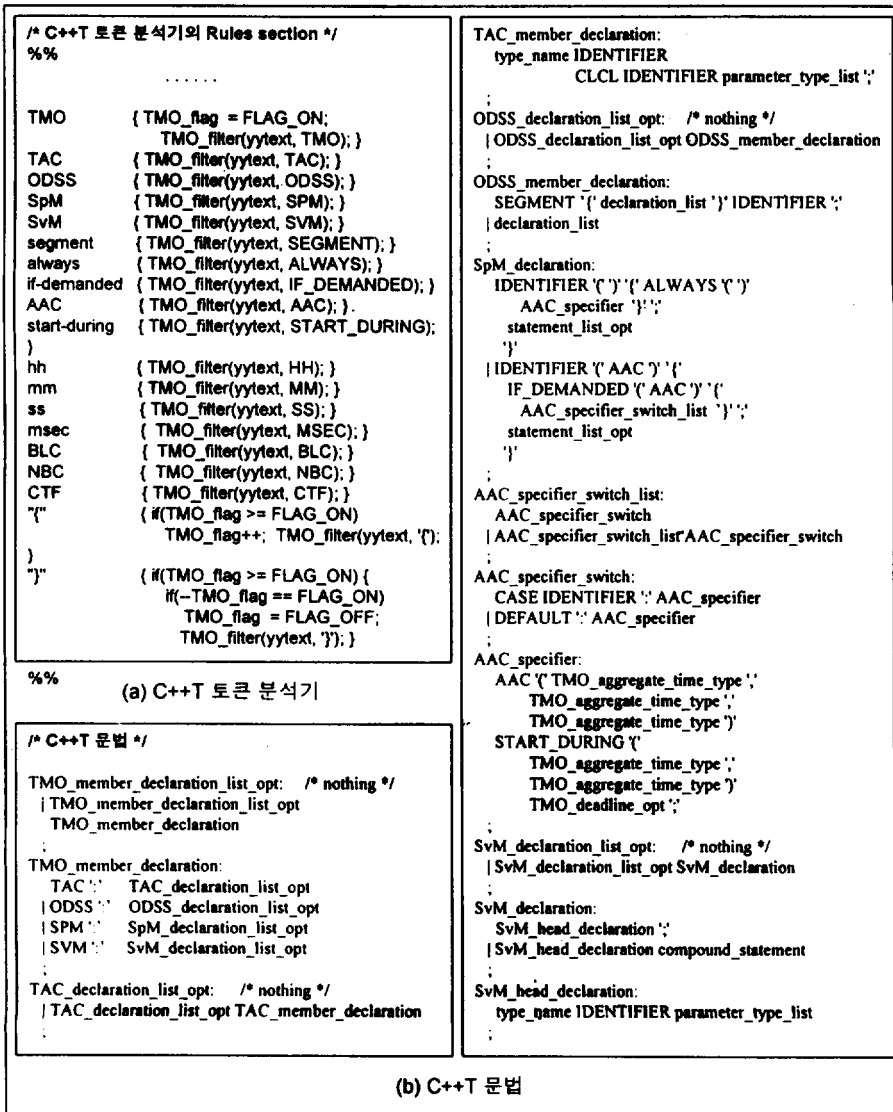 /* C++T 토큰 분석기의 Rules section */
%%
. . . . . .
TMO { TMO_flag = FLAG_ON;
TMO_filter(yytext, TMO); }
TAC { TMO_filter(yytext, TAC); }
ODSS { TMO_filter(yytext, ODSS); }
SpM { TMO_filter(yytext, SPM); }
SvM { TMO_filter(yytext, SVM); }
segment { TMO_filter(yytext, SEGMENT); }
always { TMO_filter(yytext, ALWAYS); }
if-demanded { TMO_filter(yytext, IF_DEMANDED); }
AAC { TMO_filter(yytext, AAC); }.
start-during { TMO_filter(yytext, START_DURING);
}
hh { TMO_filter(yytext, HH); }
mm { TMO_filter(yytext, MM); }
ss { TMO_filter(yytext, SS); }
msec { TMO_filter(yytext, MSEC); }
BLC { TMO_filter(yytext, BLC); }
NBC { TMO_filter(yytext, NBC); }
CTF { TMO_filter(yytext, CTF); }
"{" { if(TMO_flag >= FLAG_ON)
TMO_flag++; TMO_filter(yytext, '{');
}
"}" { if(TMO_flag >= FLAG_ON) {
if(--TMO_flag == FLAG_ON)
TMO_flag = FLAG_OFF;
TMO_filter(yytext, '}'); }
%%
(a) C++T 토큰 분석기
/* C++T 문법 */
TMO_member_declaration_list_opt: /* nothing */
| TMO_member_declaration_list_opt
TMO_member_declaration
;
TMO_member_declaration:
TAC ':' TAC_declaration_list_opt
| ODSS ':' ODSS_declaration_list_opt
| SPM ':' SpM_declaration_list_opt
| SVM ':' SvM_declaration_list_opt
;
TAC_declaration_list_opt: /* nothing */
| TAC_declaration_list_opt TAC_member_declaration
;
TAC_member_declaration:
type_name IDENTIFIER
CLCL IDENTIFIER parameter_type_list ';'
;
ODSS_declaration_list_opt: /* nothing */
| ODSS_declaration_list_opt ODSS_member_declaration
;
ODSS_member_declaration:
SEGMENT '{' declaration_list '}' IDENTIFIER ';'
| declaration_list
;
SpM_declaration:
IDENTIFIER '(' ')' '{' ALWAYS '(' ')'
AAC_specifier '}' ';'
statement_list_opt
'}'
| IDENTIFIER '(' AAC ')' '{'
IF_DEMANDED '(' AAC ')' '{'
AAC_specifier_switch_list '}' ';'
statement_list_opt
'}'
;
AAC_specifier_switch_list:
AAC_specifier_switch
| AAC_specifier_switch_list AAC_specifier_switch
;
AAC_specifier_switch:
CASE IDENTIFIER ':' AAC_specifier
| DEFAULT ':' AAC_specifier
;
AAC_specifier:
AAC '(' TMO_aggregate_time_type ','
TMO_aggregate_time_type ','
TMO_aggregate_time_type ')'
START_DURING '('
TMO_aggregate_time_type ','
TMO_aggregate_time_type ')'
TMO_deadline_opt ';'
;
SvM_declaration_list_opt: /* nothing */
| SvM_declaration_list_opt SvM_declaration
;
SvM_declaration:
SvM_head_declaration ';'
| SvM_head_declaration compound_statement
;
SvM_head_declaration:
type_name IDENTIFIER parameter_type_list
;
(b) C++T 문법